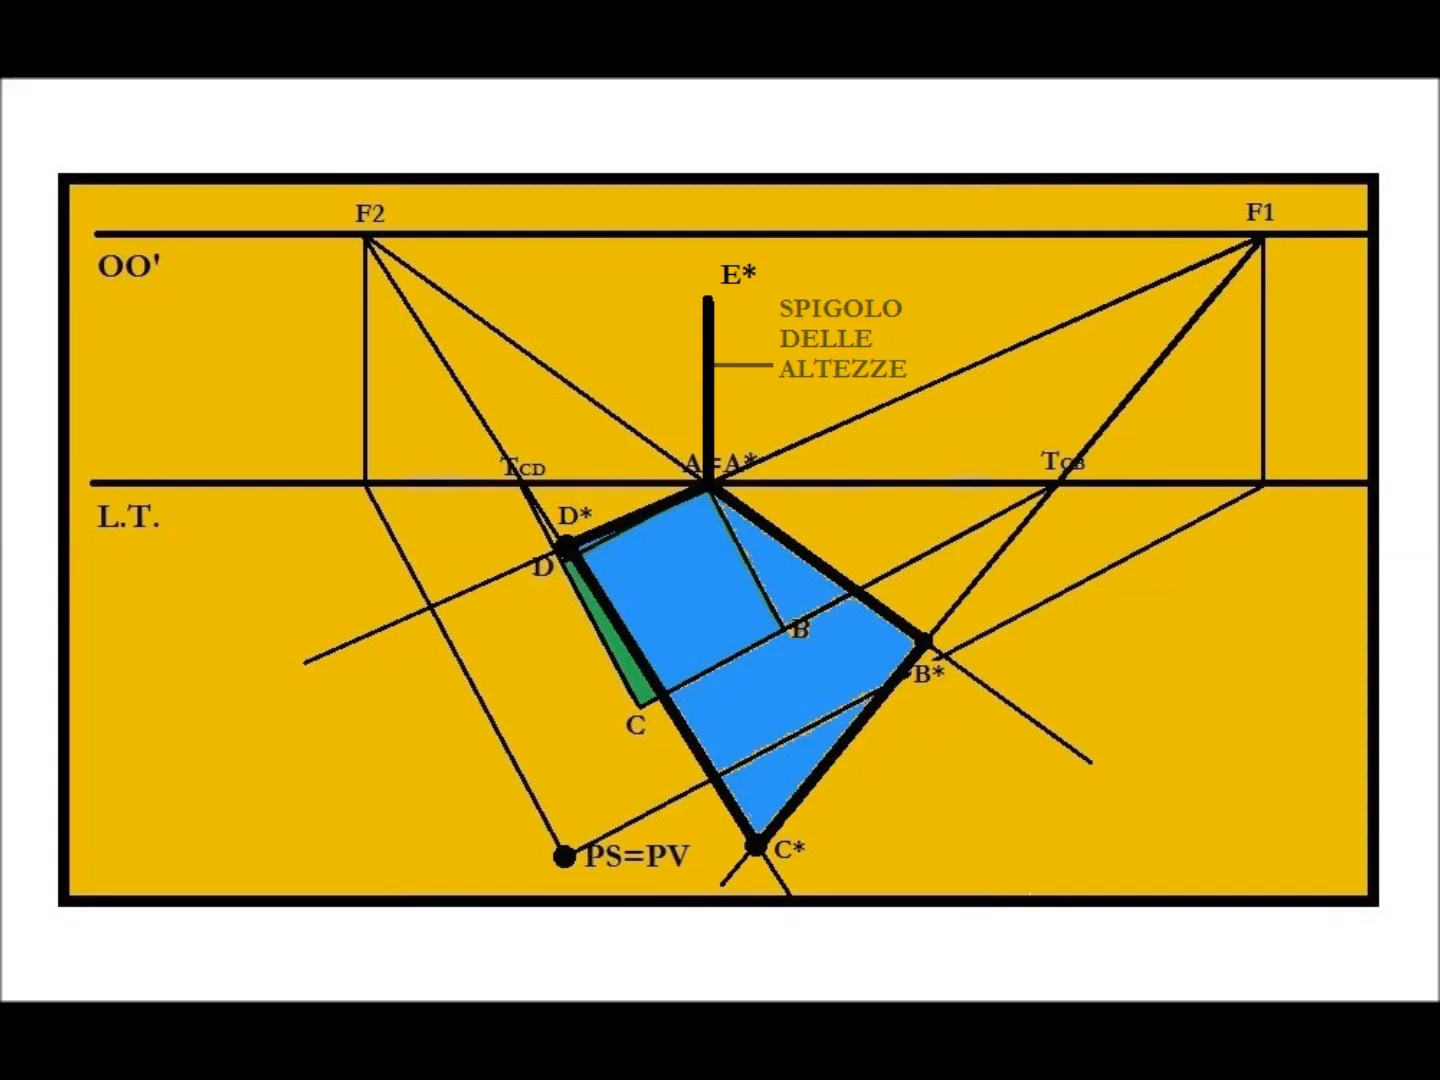 F2
F1
OO'
E*
SPIGOLO
DELLE
ALTEZZE
TCD
A=A*
TCB
L.T.
D*
D
B
B*
C
PS=PV
C*